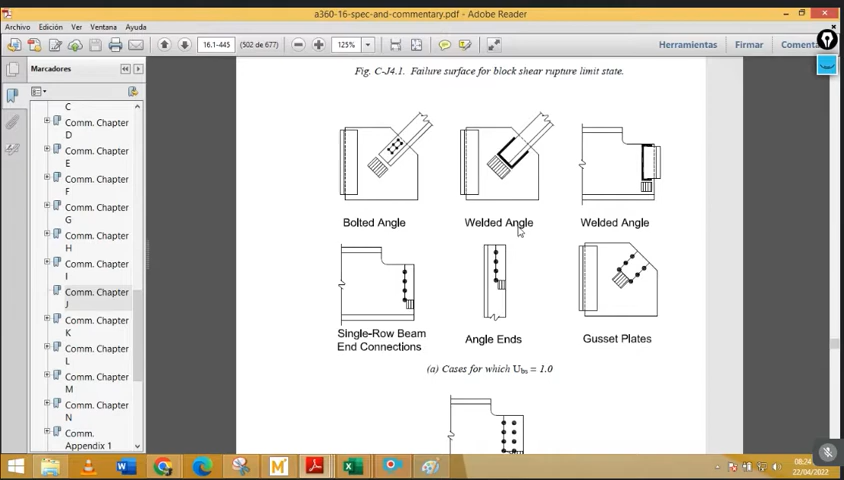 a360-16-spec-and-commentary.pdf - Adobe Reader
Archivo Edición Ver Ventana Ayuda
16.1-445 (502 de 677) 125% Herramientas Firmar
Marcadores
C
Comm. Chapter
D
Comm. Chapter
E
Comm. Chapter
F
Comm. Chapter
G
Comm. Chapter
H
Comm. Chapter
I
Comm. Chapter
J
Comm. Chapter
K
Comm. Chapter
L
Comm. Chapter
M
Comm. Chapter
N
Comm.
Appendix 1
Fig. C-J4.1. Failure surface for block shear rupture limit state.
Bolted Angle
Welded Angle
Welded Angle
Single-Row Beam
End Connections
Angle Ends
Gusset Plates
(a) Cases for which Ubs = 1.0
22/04/2022